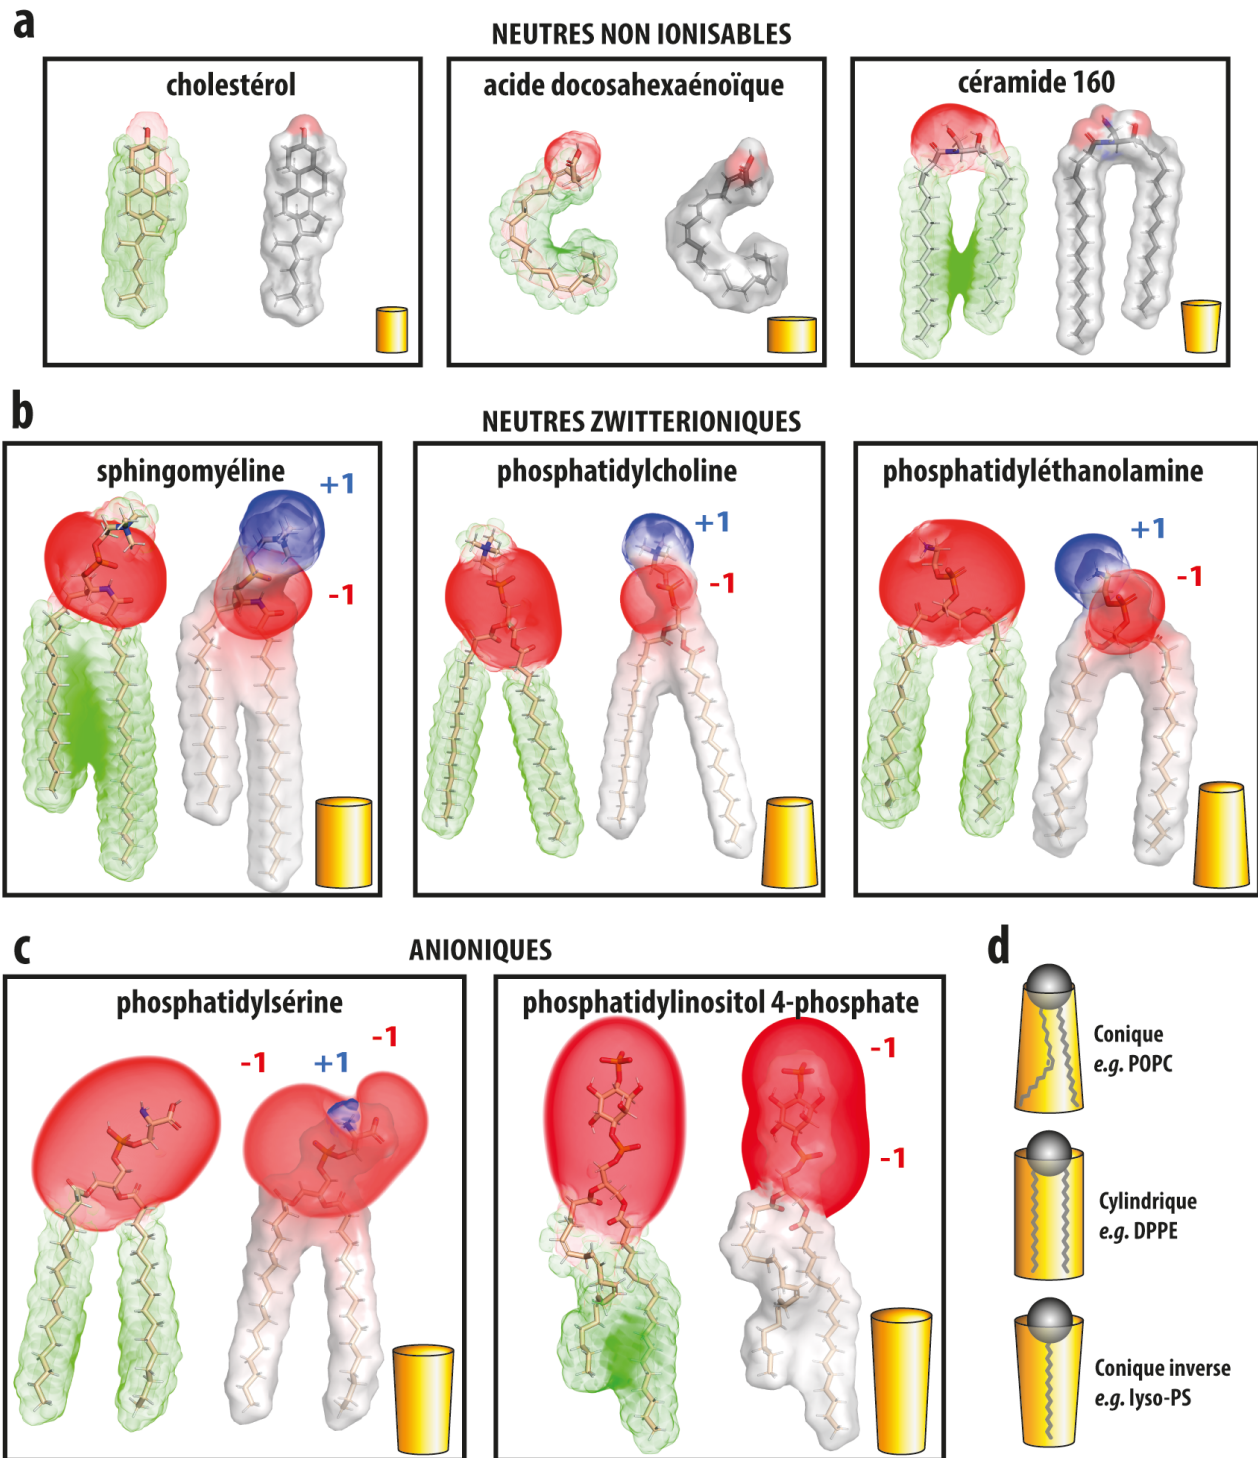 a
NEUTRES NON IONISABLES
cholestérol
acide docosahexaénoïque
céramide 160
b
NEUTRES ZWITTERIONIQUES
sphingomyéline
+1
-1
phosphatidylcholine
+1
-1
phosphatidyléthanolamine
+1
-1
c
ANIONIQUES
phosphatidylsérine
-1
+1
-1
phosphatidylinositol 4-phosphate
-1
-1
d
Conique
e.g. POPC
Cylindrique
e.g. DPPE
Conique inverse
e.g. lyso-PS